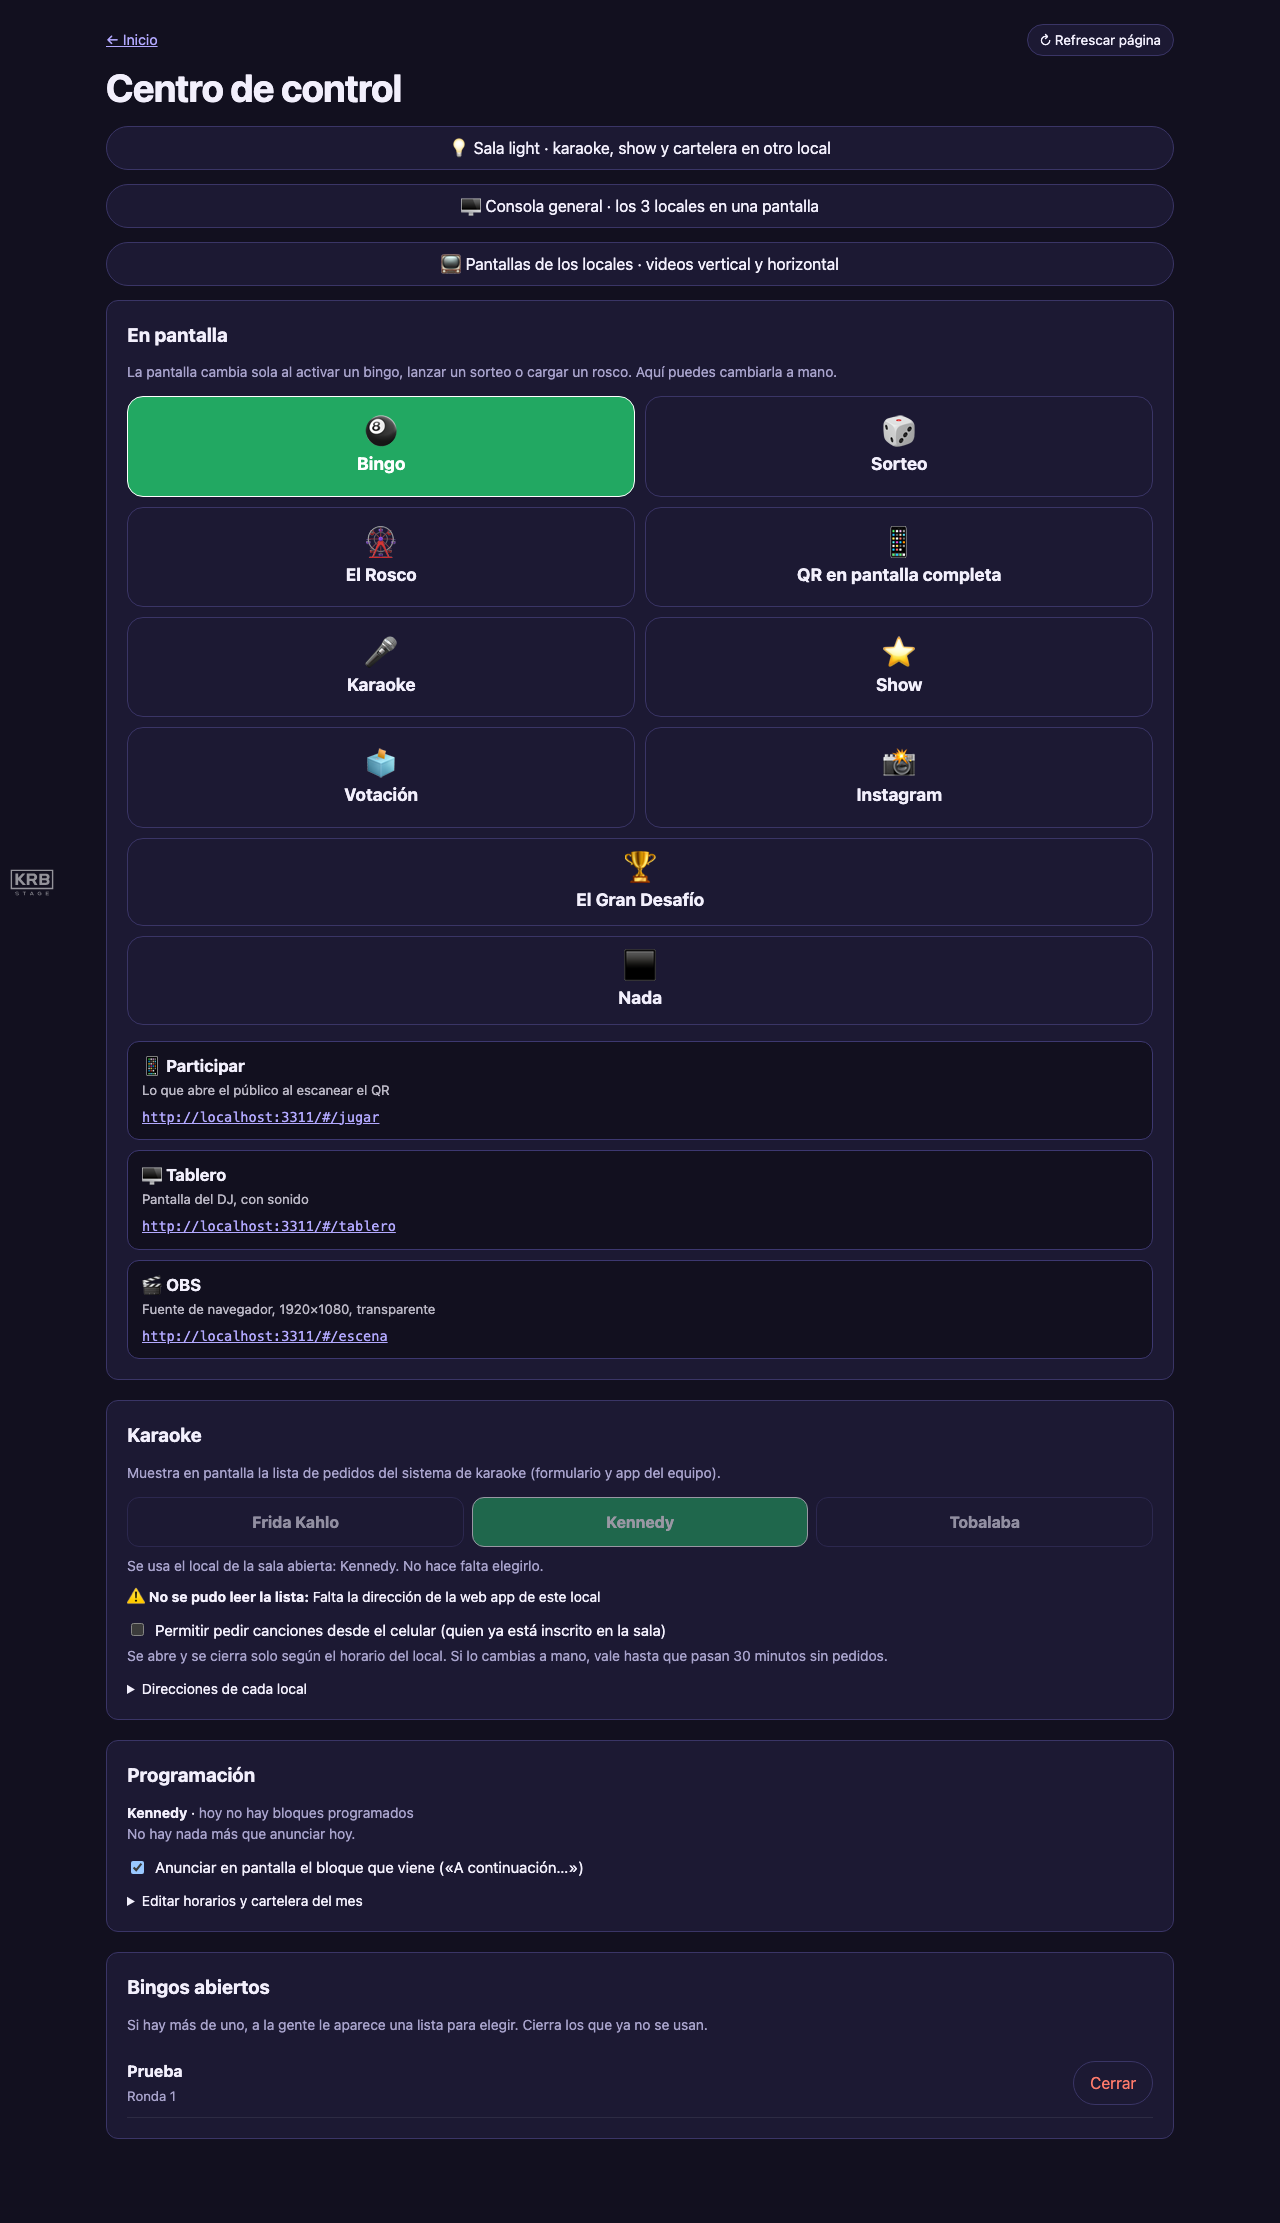 ← Inicio
↻ Refrescar página
Centro de control
Sala light · karaoke, show y cartelera en otro local
Consola general · los 3 locales en una pantalla
Pantallas de los locales · videos vertical y horizontal
En pantalla
La pantalla cambia sola al activar un bingo, lanzar un sorteo o cargar un rosco. Aquí puedes cambiarla a mano.
8
Bingo
Sorteo
El Rosco
QR en pantalla completa
Karaoke
Show
Votación
Instagram
El Gran Desafío
KRB
STAGE
Nada
Participar
Lo que abre el público al escanear el QR
http://localhost:3311/#/jugar
Tablero
Pantalla del DJ, con sonido
http://localhost:3311/#/tablero
OBS
Fuente de navegador, 1920×1080, transparente
http://localhost:3311/#/escena
Karaoke
Muestra en pantalla la lista de pedidos del sistema de karaoke (formulario y app del equipo).
Frida Kahlo
Kennedy
Tobalaba
Se usa el local de la sala abierta: Kennedy. No hace falta elegirlo.
⚠️ No se pudo leer la lista: Falta la dirección de la web app de este local
Permitir pedir canciones desde el celular (quien ya está inscrito en la sala)
Se abre y se cierra solo según el horario del local. Si lo cambias a mano, vale hasta que pasan 30 minutos sin pedidos.
▶ Direcciones de cada local
Programación
Kennedy · hoy no hay bloques programados
No hay nada más que anunciar hoy.
Anunciar en pantalla el bloque que viene («A continuación…»)
▶ Editar horarios y cartelera del mes
Bingos abiertos
Si hay más de uno, a la gente le aparece una lista para elegir. Cierra los que ya no se usan.
Prueba
Ronda 1
Cerrar